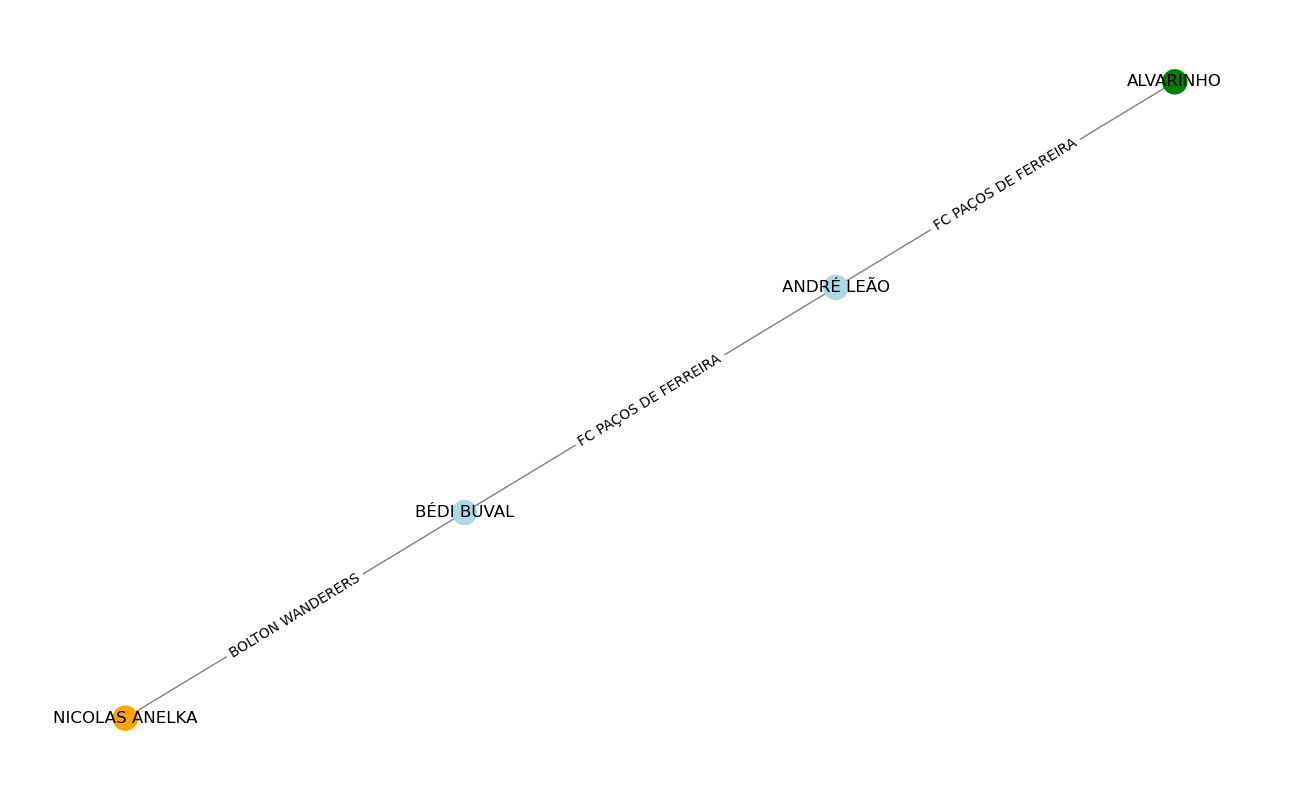 ALVARINHO
FC PAÇOS DE FERREIRA
ANDRÉ LEÃO
FC PAÇOS DE FERREIRA
BÉDI BUVAL
BOLTON WANDERERS
NICOLAS ANELKA